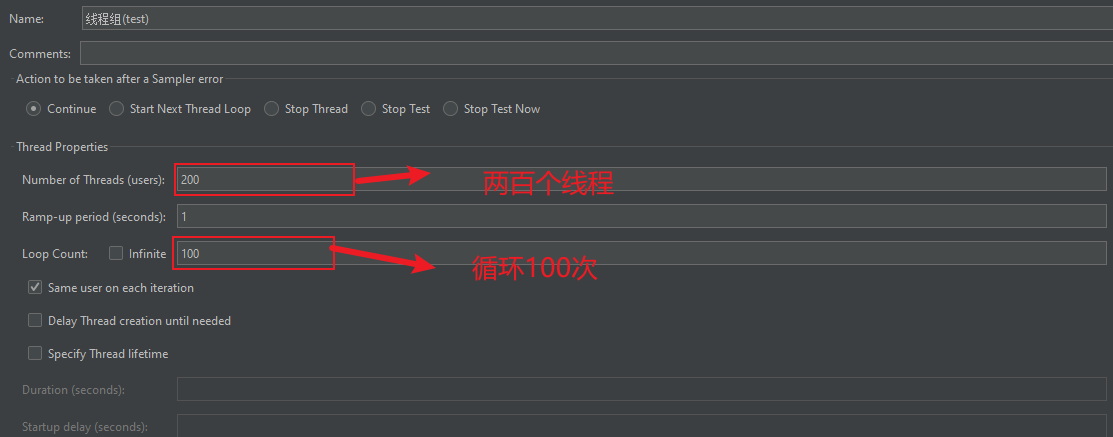 Name: 线程组(test)
Comments:
Action to be taken after a Sampler error
Continue Start Next Thread Loop Stop Thread Stop Test Stop Test Now
Thread Properties
Number of Threads (users): 200 两百个线程
Ramp-up period (seconds): 1
Loop Count: Infinite 100
循环100次
Same user on each iteration
Delay Thread creation until needed
Specify Thread lifetime
Duration (seconds):
Startup delay (seconds):